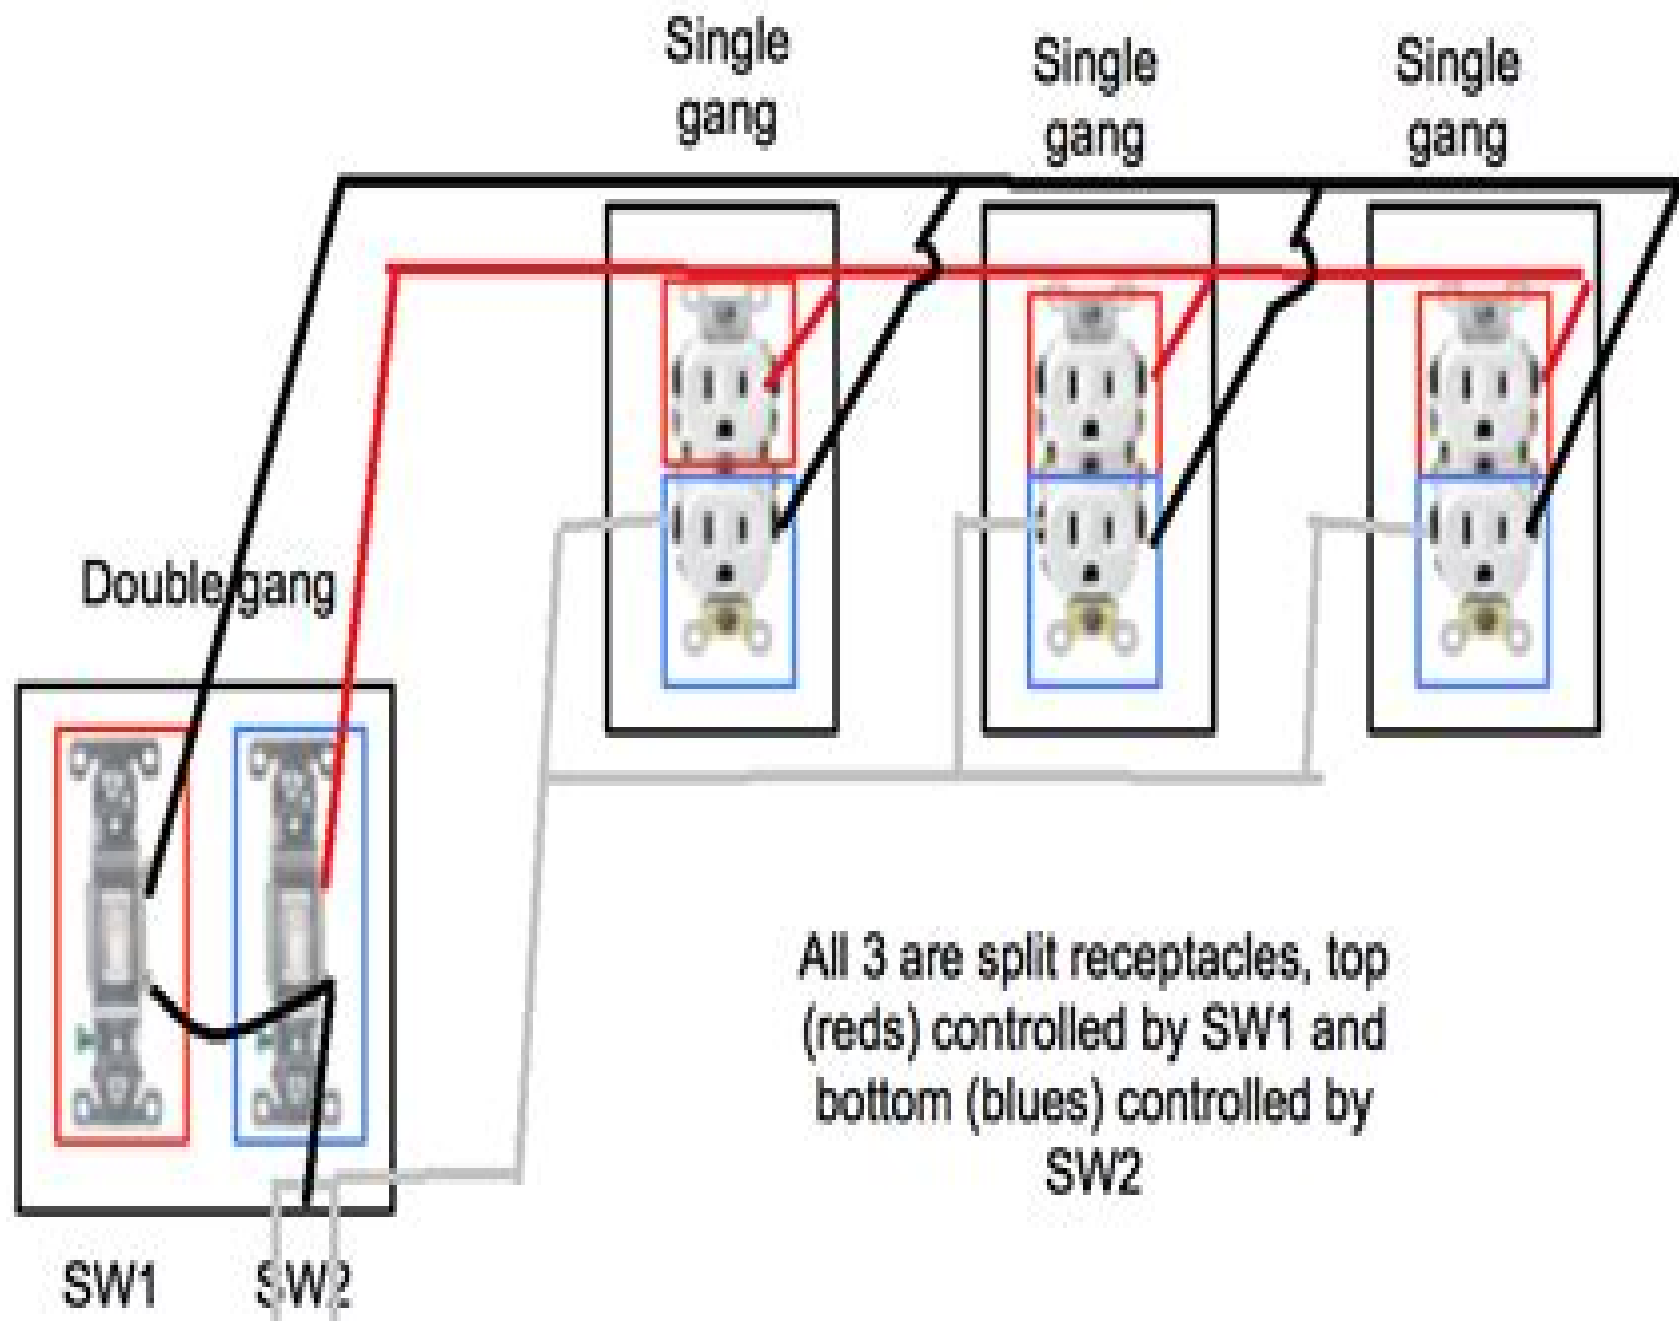 Single
gang
Single
gang
Single
gang
Double gang
All 3 are split receptacles, top
(reds) controlled by SW1 and
bottom (blues) controlled by
SW2
SW1
SW2